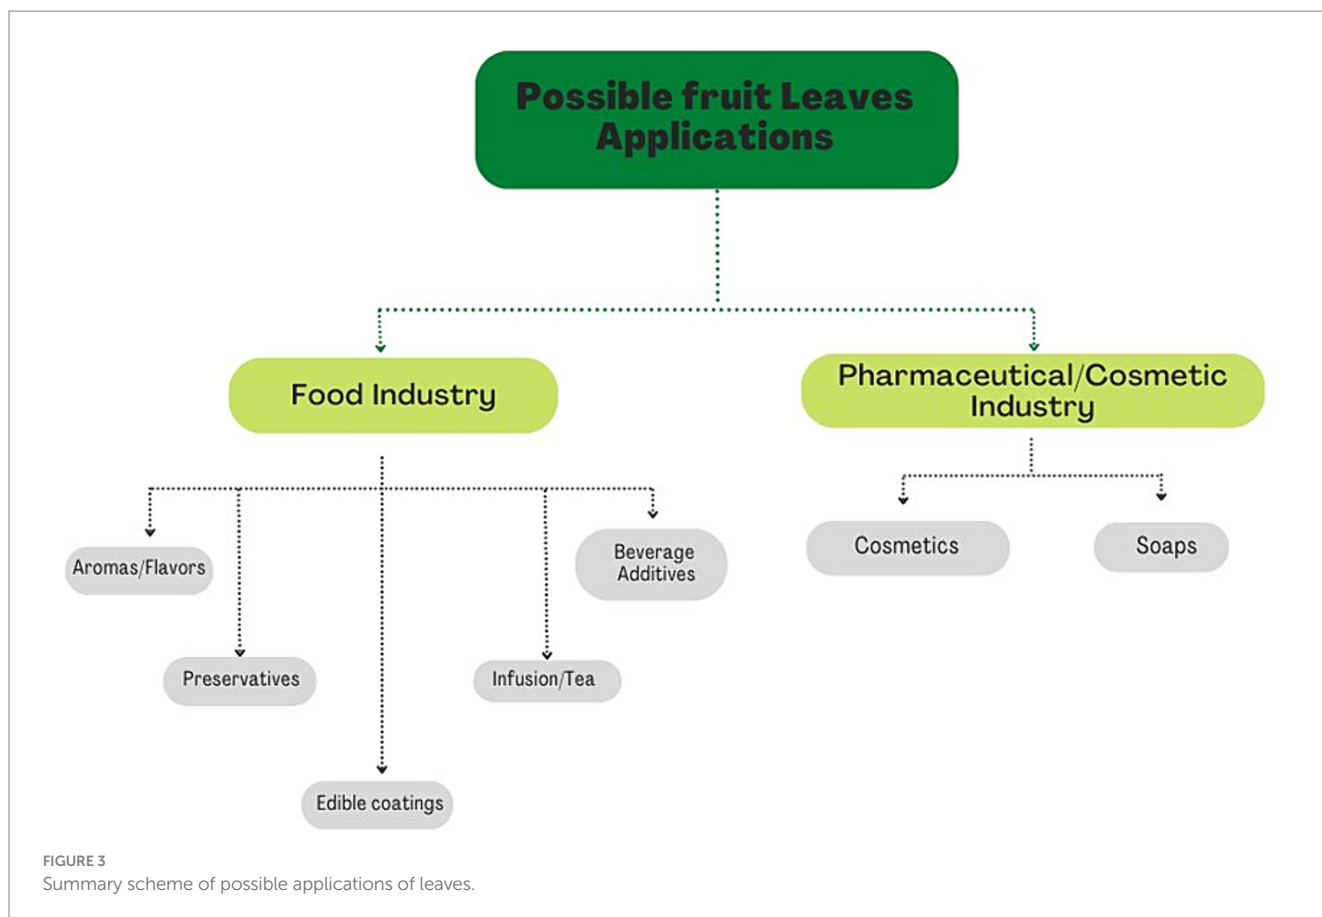 Possible fruit Leaves
Applications
Food Industry
Pharmaceutical/Cosmetic
Industry
Aromas/Flavors
Preservatives
Edible coatings
Infusion/Tea
Beverage
Additives
Cosmetics
Soaps
FIGURE 3
Summary scheme of possible applications of leaves.